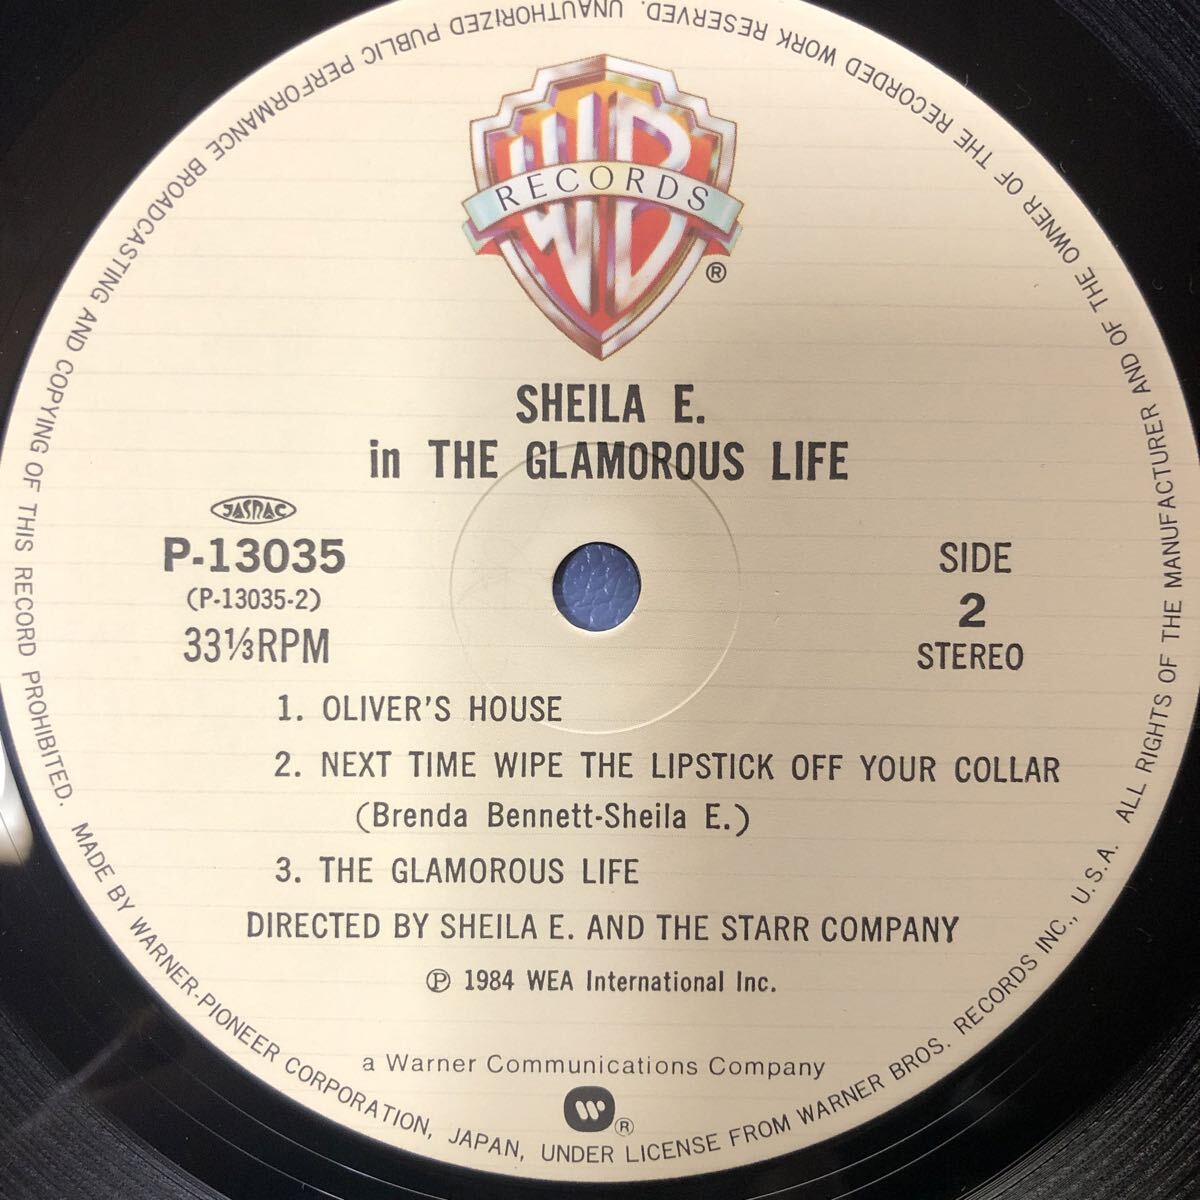 WB
RECORDS
®
SHEILA E.
in THE GLAMOROUS LIFE
JASRAC
P-13035
(P-13035-2)
33⅓RPM
SIDE
2
STEREO
1. OLIVER'S HOUSE
2. NEXT TIME WIPE THE LIPSTICK OFF YOUR COLLAR
(Brenda Bennett-Sheila E.)
3. THE GLAMOROUS LIFE
DIRECTED BY SHEILA E. AND THE STARR COMPANY
℗ 1984 WEA International Inc.
a Warner Communications Company
®
MADE BY WARNER-PIONEER CORPORATION, JAPAN, UNDER LICENSE FROM WARNER BROS. RECORDS INC., U.S.A. ALL RIGHTS OF THE MANUFACTURER AND OF THE OWNER OF THE RECORDED WORK RESERVED. UNAUTHORIZED PUBLIC PERFORMANCE BROADCASTING AND COPYING OF THIS RECORD PROHIBITED.